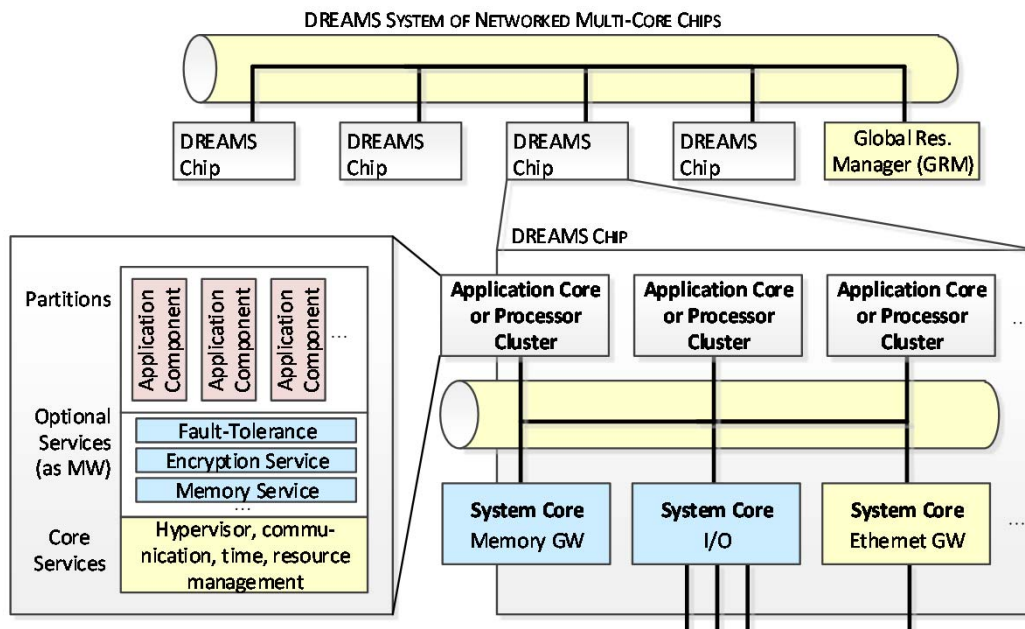 DREAMS SYSTEM OF NETWORKED MULTI-CORE CHIPS
DREAMS
Chip
DREAMS
Chip
DREAMS
Chip
DREAMS
Chip
Global Res.
Manager (GRM)
DREAMS CHIP
Partitions
Application
Component
Application
Component
Application
Component
...
Optional
Services
(as MW)
Fault-Tolerance
Encryption Service
Memory Service
...
Core
Services
Hypervisor, commu-
nication, time, resource
management
Application Core
or Processor
Cluster
Application Core
or Processor
Cluster
Application Core
or Processor
Cluster
...
System Core
Memory GW
System Core
I/O
System Core
Ethernet GW
...